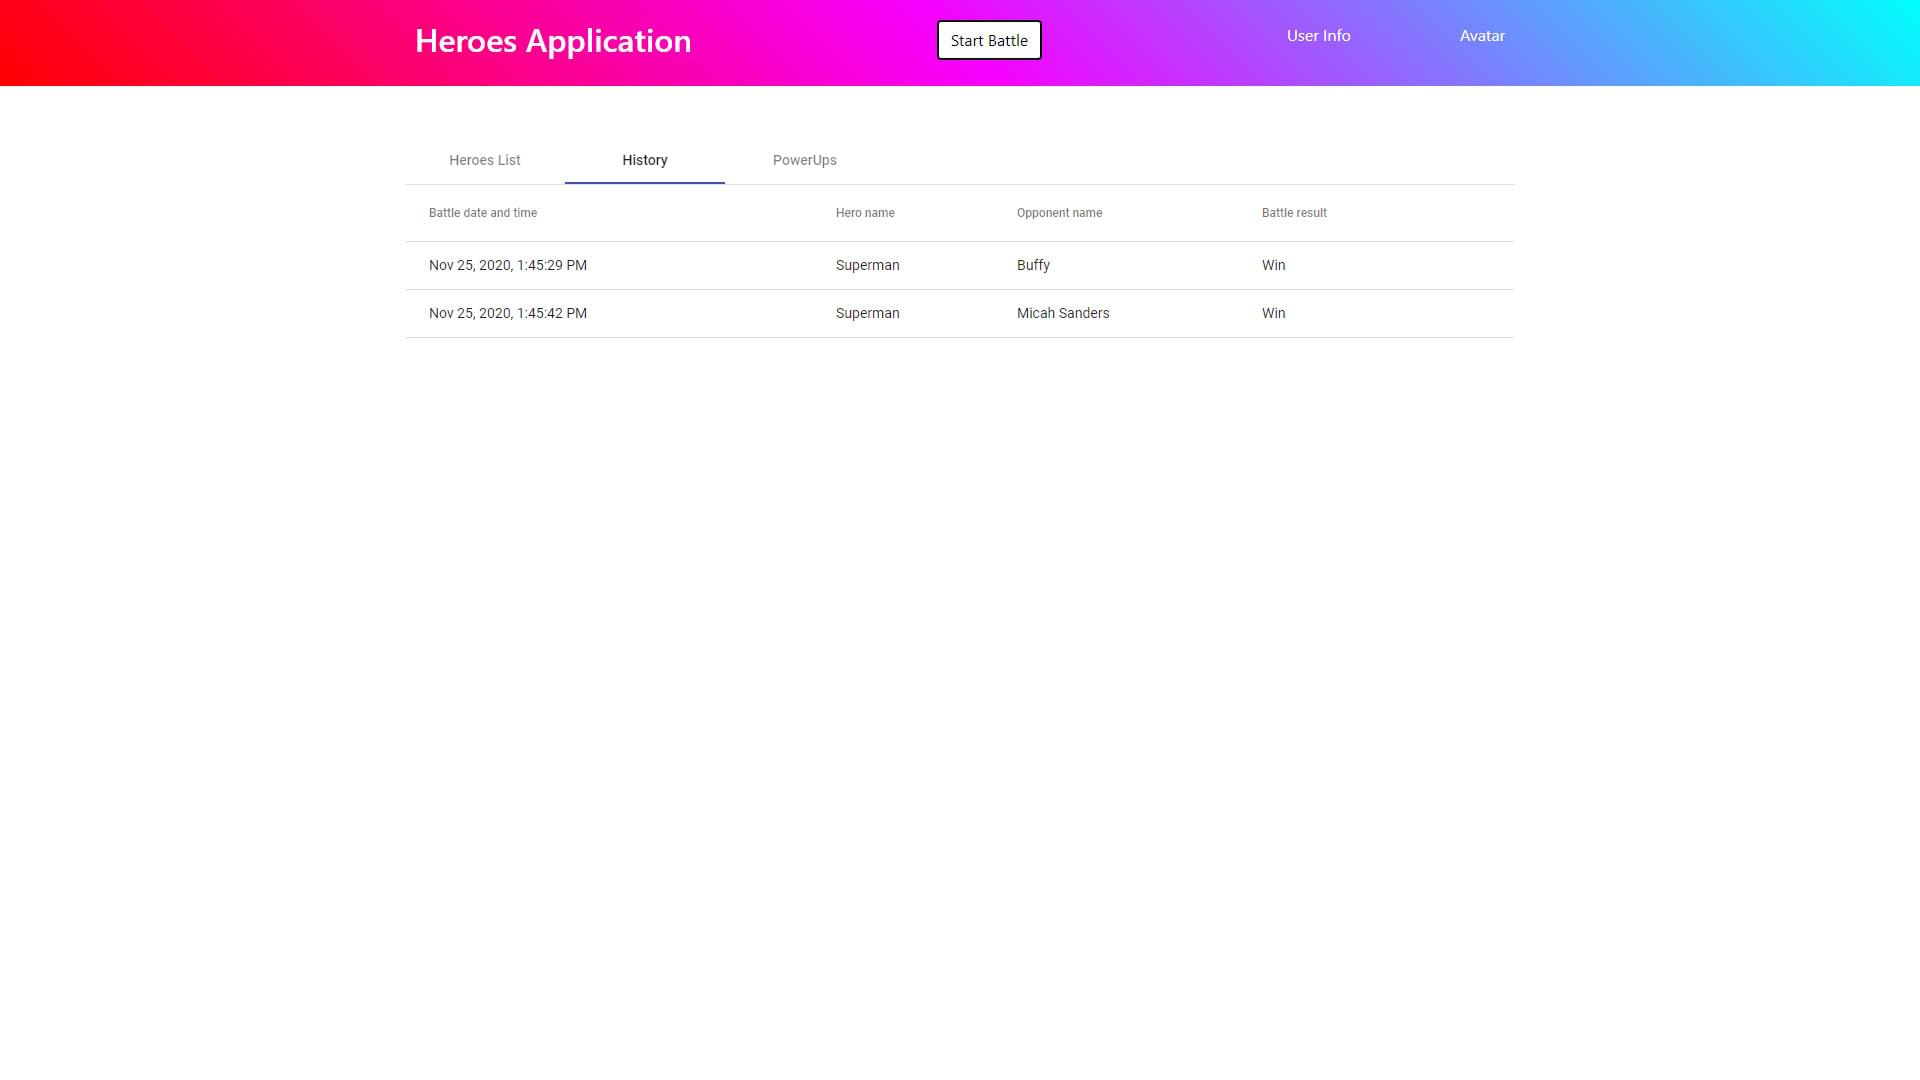 Heroes Application
Start Battle
User Info
Avatar
Heroes List
History
PowerUps
Battle date and time Hero name Opponent name Battle result
Nov 25, 2020, 1:45:29 PM Superman Buffy Win
Nov 25, 2020, 1:45:42 PM Superman Micah Sanders Win